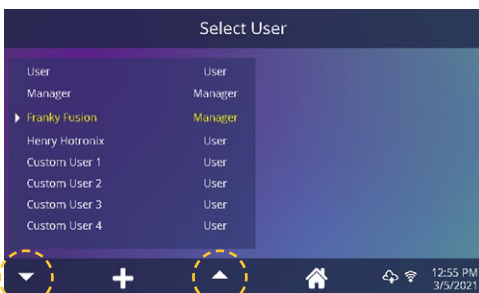 Select User
User User
Manager Manager
Franky Fusion Manager
Henry Hotronix User
Custom User 1 User
Custom User 2 User
Custom User 3 User
Custom User 4 User
12:55 PM
3/5/2021